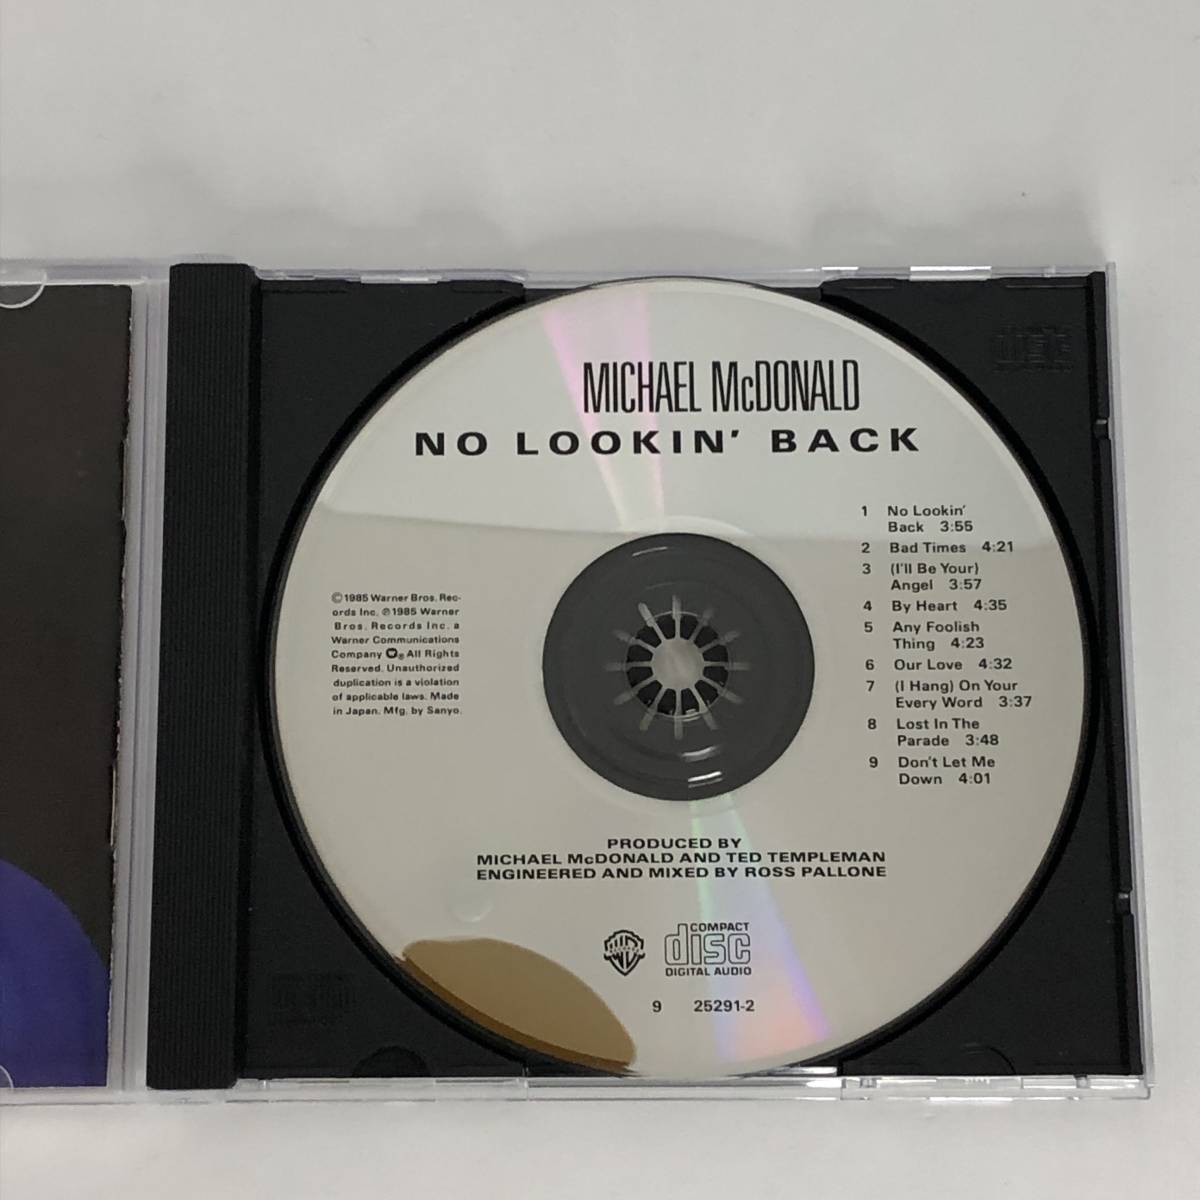 MICHAEL McDONALD
NO LOOKIN' BACK
1 No Lookin'
Back 3:55
2 Bad Times 4:21
3 (I'll Be Your)
Angel 3:57
4 By Heart 4:35
5 Any Foolish
Thing 4:23
6 Our Love 4:32
7 (I Hang) On Your
Every Word 3:37
8 Lost In The
Parade 3:48
9 Don't Let Me
Down 4:01
©1985 Warner Bros. Rec-
ords Inc. ℗1985 Warner
Bros. Records Inc. a
Warner Communications
Company ® All Rights
Reserved. Unauthorized
duplication is a violation
of applicable laws. Made
in Japan. Mfg. by Sanyo.
PRODUCED BY
MICHAEL McDONALD AND TED TEMPLEMAN
ENGINEERED AND MIXED BY ROSS PALLONE
COMPACT
disc
DIGITAL AUDIO
9 25291-2